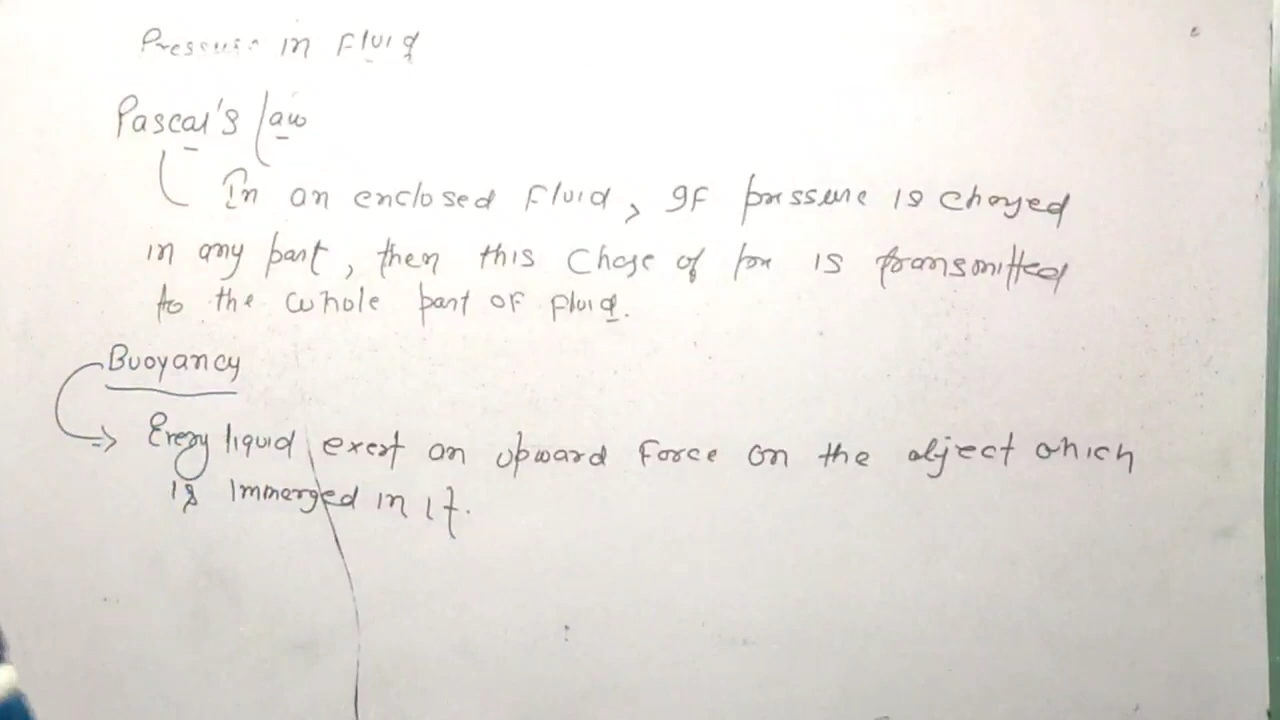 Pressure in Fluid
Pascal's law
In an enclosed Fluid, If pressure is changed
in any part, then this Change of pr is transmitted
to the whole part of Fluid.
Buoyancy
⇒ Every liquid exert an upward Force on the object which
is Immerged in it.